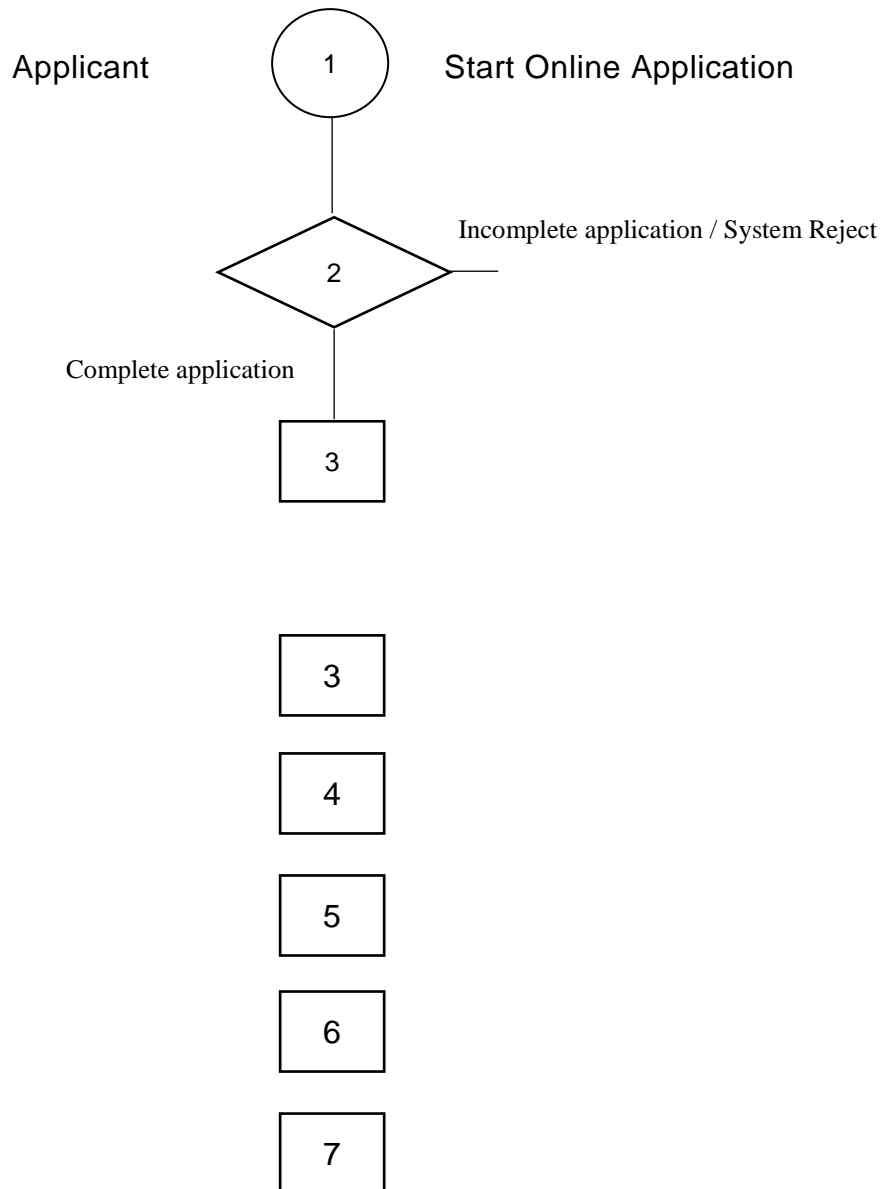 Applicant 1 Start Online Application
Incomplete application / System Reject
2
Complete application
3
3
4
5
6
7